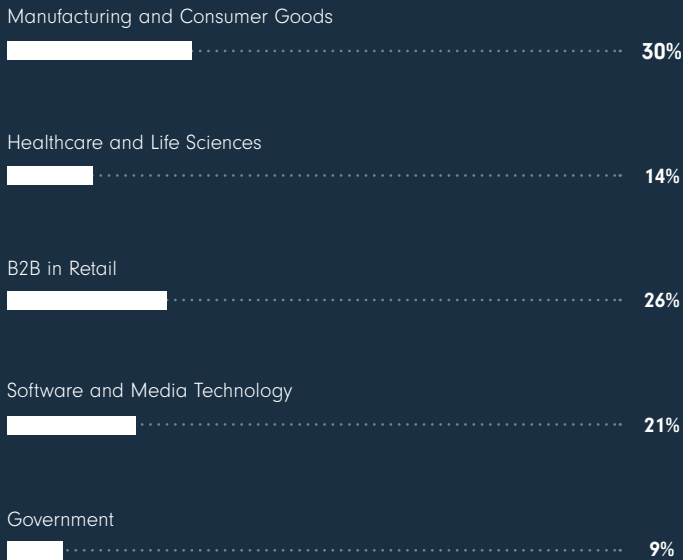 Manufacturing and Consumer Goods
30%
Healthcare and Life Sciences
14%
B2B in Retail
26%
Software and Media Technology
21%
Government
9%